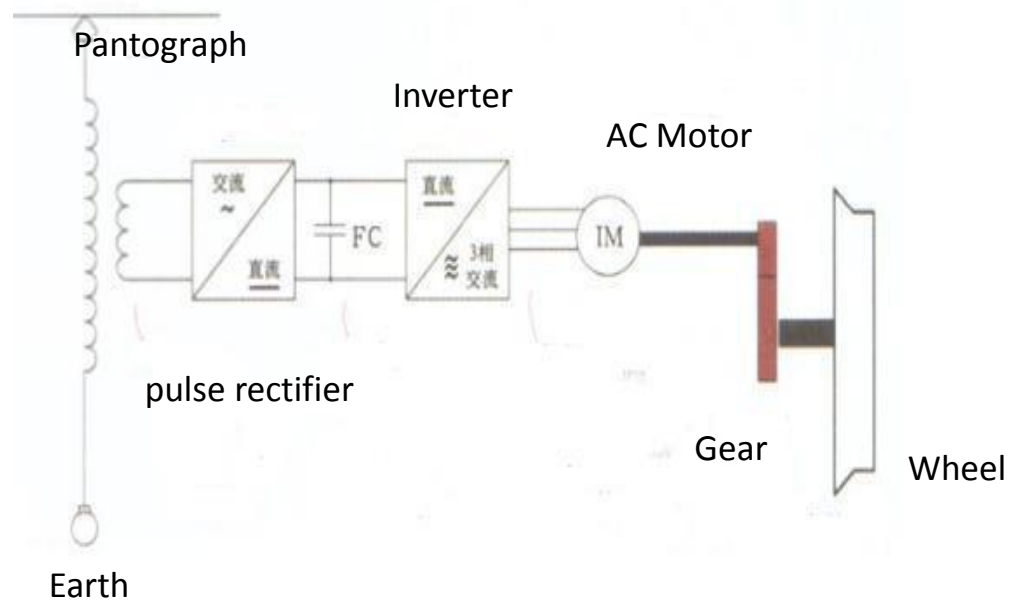 Pantograph
Inverter
AC Motor
交流
~
直流
FC
直流
3相
交流
IM
pulse rectifier
Gear
Wheel
Earth